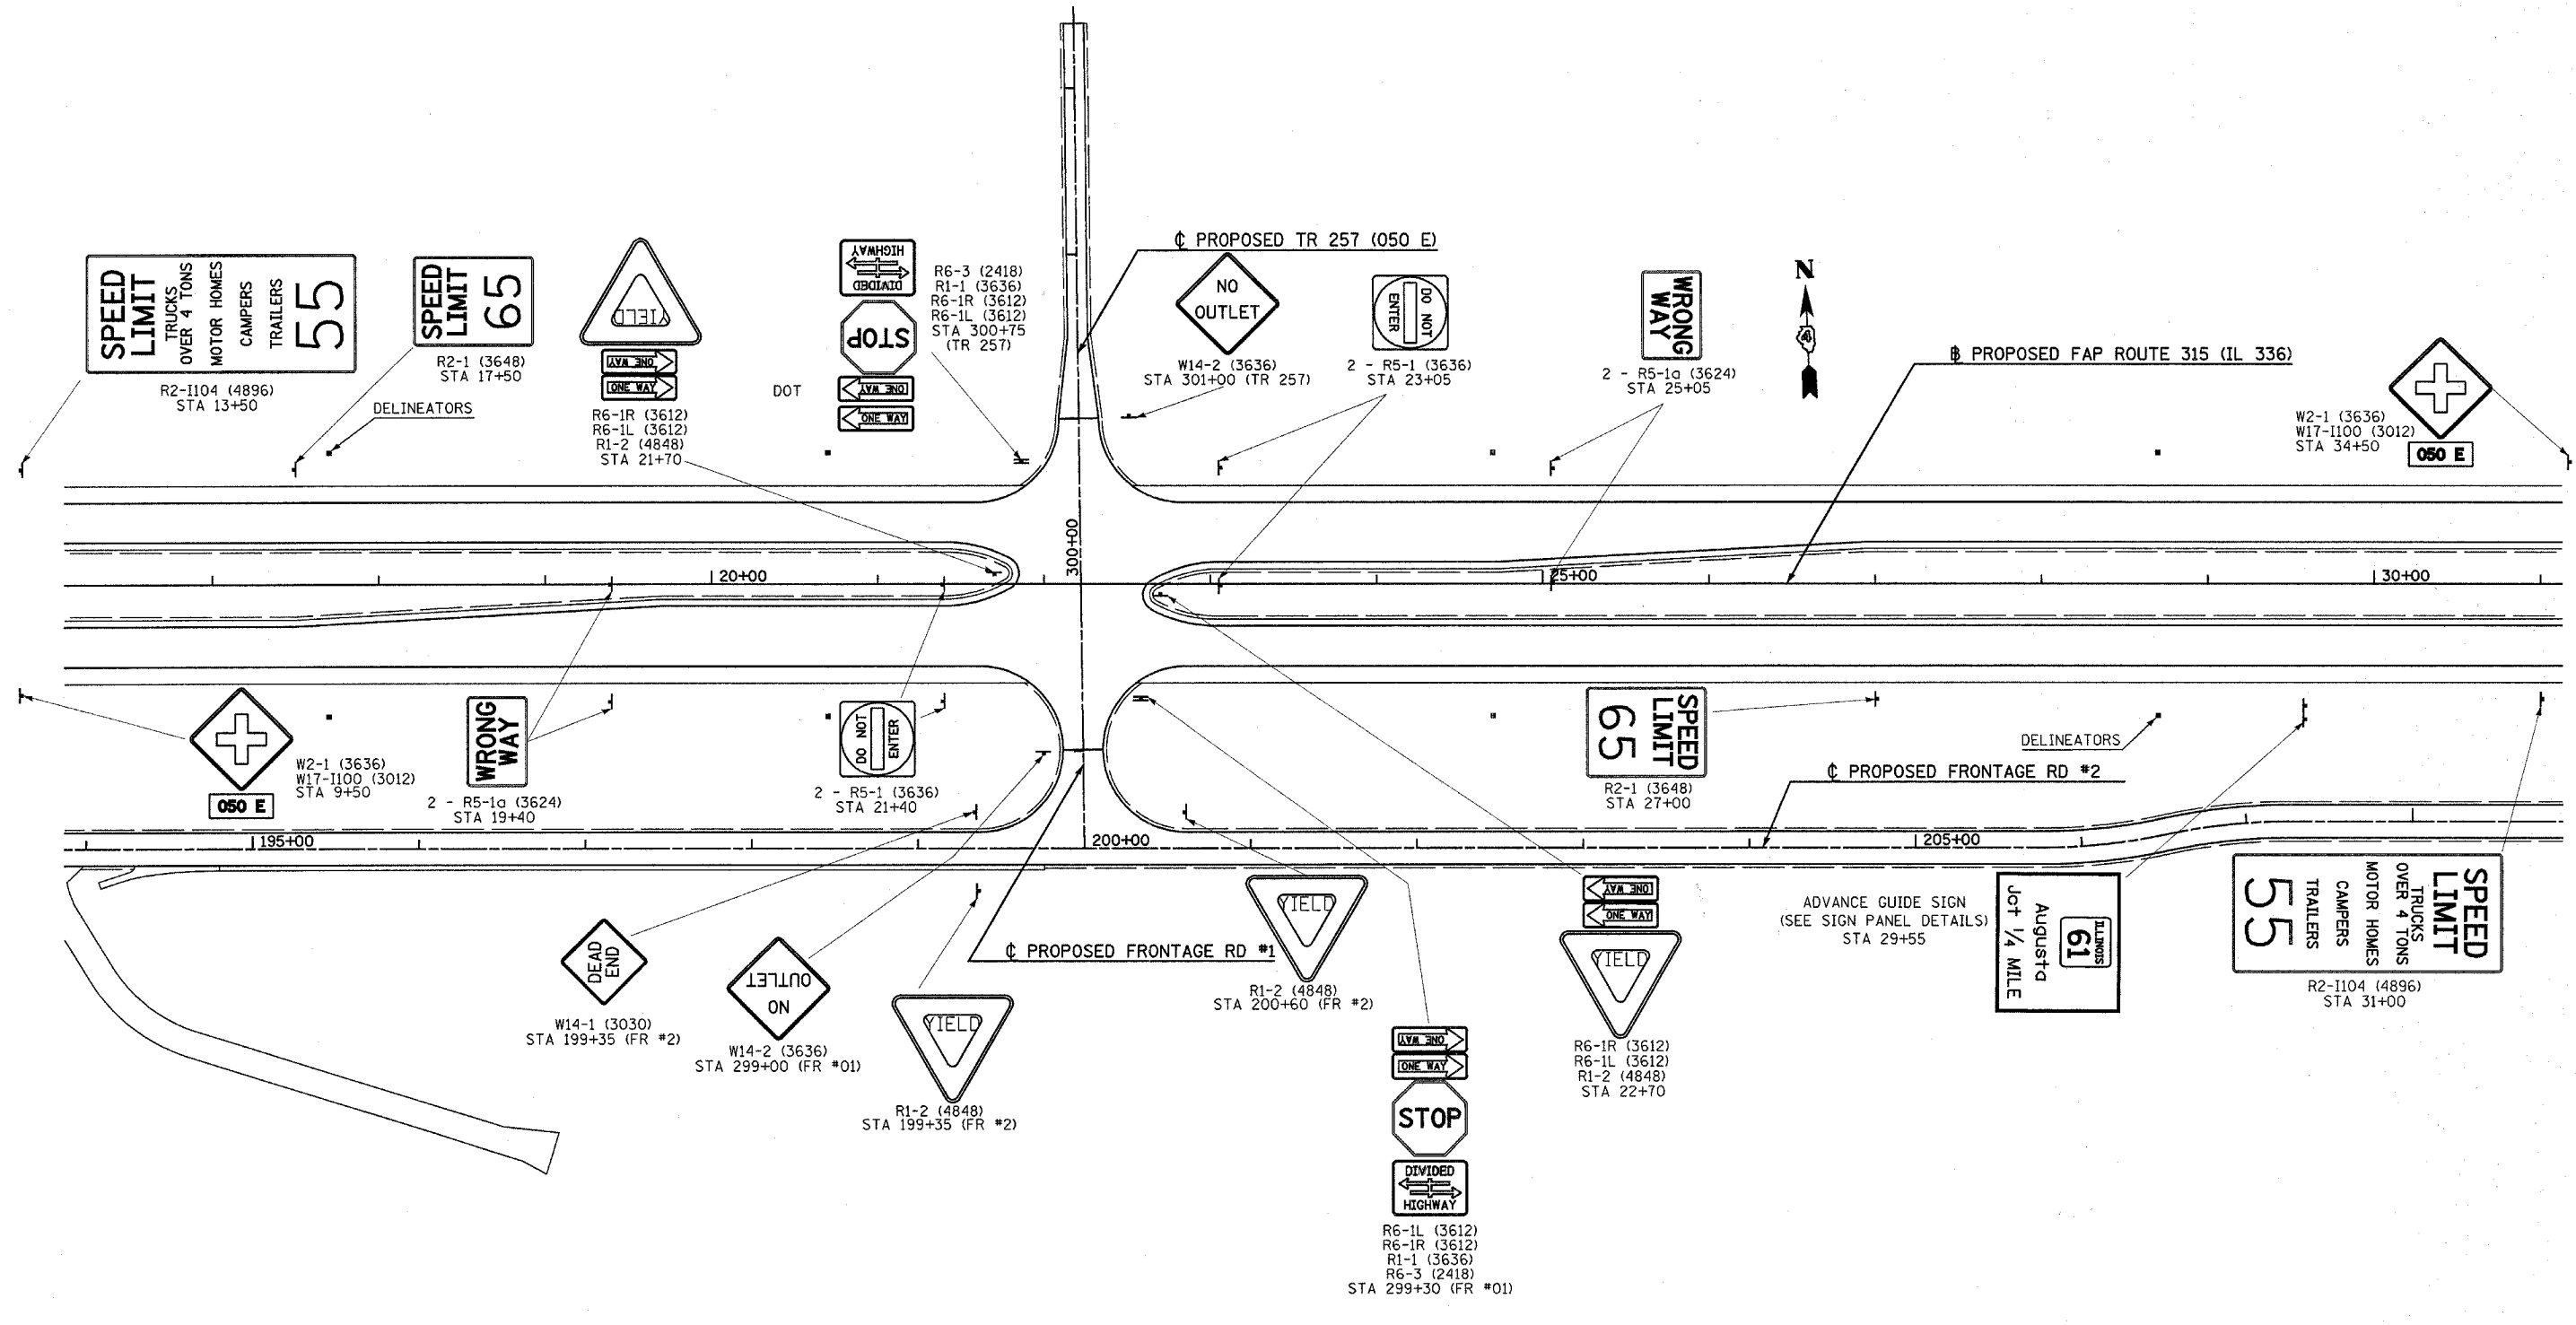 SPEED
LIMIT
TRUCKS
OVER 4 TONS
MOTOR HOMES
CAMPERS
TRAILERS
55
R2-I104 (4896)
STA 13+50
SPEED
LIMIT
65
R2-1 (3648)
STA 17+50
DELINEATORS
YIELD
ONE WAY
ONE WAY
R6-1R (3612)
R6-1L (3612)
R1-2 (4848)
STA 21+70
DOT
DIVIDED
HIGHWAY
STOP
ONE WAY
ONE WAY
R6-3 (2418)
R1-1 (3636)
R6-1R (3612)
R6-1L (3612)
STA 300+75
(TR 257)
℄ PROPOSED TR 257 (050 E)
NO
OUTLET
W14-2 (3636)
STA 301+00 (TR 257)
DO NOT
ENTER
2 - R5-1 (3636)
STA 23+05
WRONG
WAY
2 - R5-1a (3624)
STA 25+05
N
4
B PROPOSED FAP ROUTE 315 (IL 336)
W2-1 (3636)
W17-I100 (3012)
STA 34+50
050 E
300+00
20+00
25+00
30+00
W2-1 (3636)
W17-I100 (3012)
STA 9+50
050 E
WRONG
WAY
2 - R5-1a (3624)
STA 19+40
DO NOT
ENTER
2 - R5-1 (3636)
STA 21+40
SPEED
LIMIT
65
R2-1 (3648)
STA 27+00
DELINEATORS
℄ PROPOSED FRONTAGE RD #2
195+00
200+00
205+00
DEAD
END
W14-1 (3030)
STA 199+35 (FR #2)
NO
OUTLET
W14-2 (3636)
STA 299+00 (FR #01)
YIELD
R1-2 (4848)
STA 199+35 (FR #2)
℄ PROPOSED FRONTAGE RD #1
YIELD
R1-2 (4848)
STA 200+60 (FR #2)
ONE WAY
ONE WAY
STOP
DIVIDED
HIGHWAY
R6-1L (3612)
R6-1R (3612)
R1-1 (3636)
R6-3 (2418)
STA 299+30 (FR #01)
ONE WAY
ONE WAY
YIELD
R6-1R (3612)
R6-1L (3612)
R1-2 (4848)
STA 22+70
ADVANCE GUIDE SIGN
(SEE SIGN PANEL DETAILS)
STA 29+55
ILLINOIS
61
Augusta
Jct 1/4 MILE
SPEED
LIMIT
TRUCKS
OVER 4 TONS
MOTOR HOMES
CAMPERS
TRAILERS
55
R2-I104 (4896)
STA 31+00